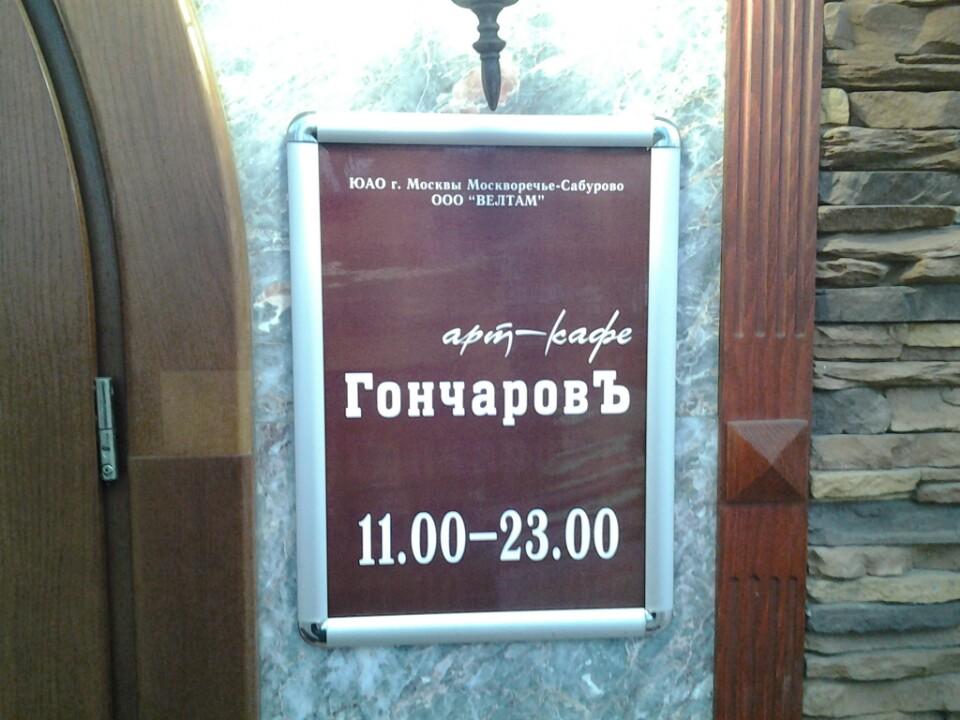 ЮАО г. Москвы Москворечье-Сабурово
ООО "ВЕЛТАМ"
арт-кафе
ГончаровЪ
11.00-23.00